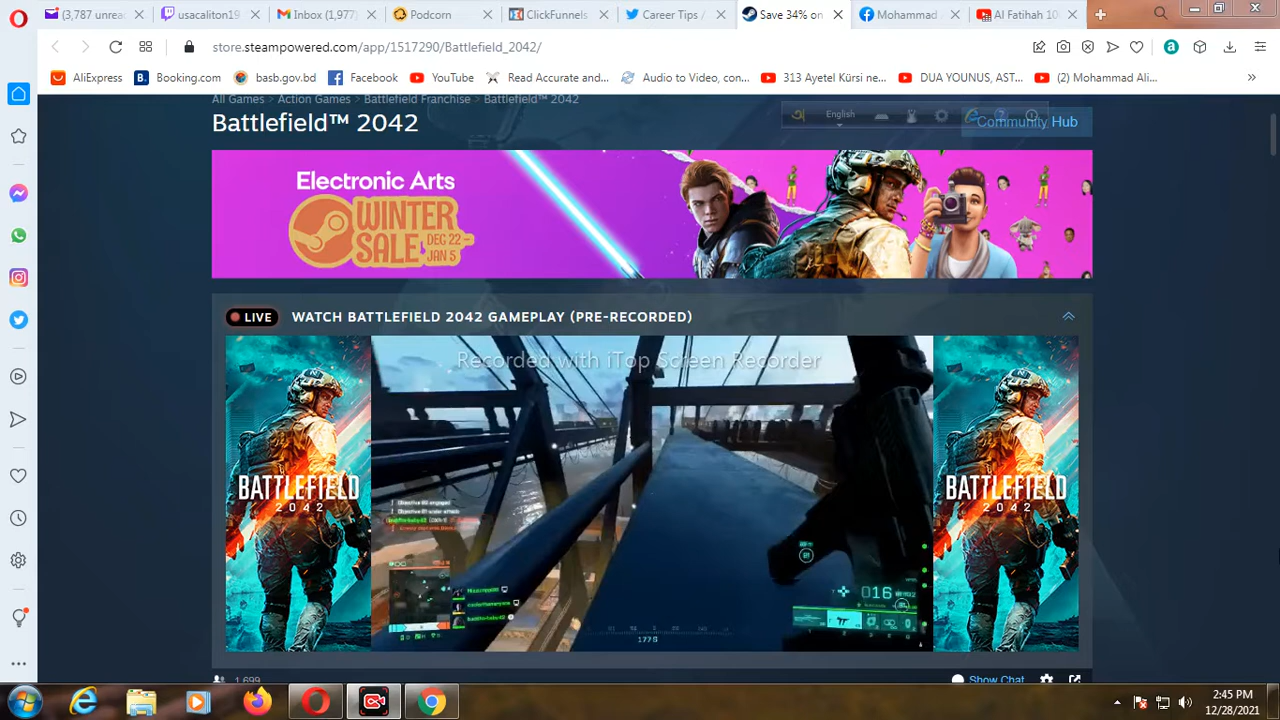 (3,787 unrea
usacaliton19
Inbox (1,977)
Podcorn
ClickFunnels
Career Tips /
Save 34% on
Mohammad
Al Fatihah 10
store.steampowered.com/app/1517290/Battlefield_2042/
AliExpress
Booking.com
basb.gov.bd
Facebook
YouTube
Read Accurate and...
Audio to Video, con...
313 Ayetel Kürsi ne...
DUA YOUNUS, AST...
(2) Mohammad Ali...
All Games > Action Games > Battlefield Franchise > Battlefield™ 2042
Battlefield™ 2042
English
Community Hub
Electronic Arts
WINTER
SALE
DEC 22 –
JAN 5
LIVE
WATCH BATTLEFIELD 2042 GAMEPLAY (PRE-RECORDED)
Recorded with iTop Screen Recorder
BATTLEFIELD
2042
BATTLEFIELD
2042
016
1,699
Show Chat
2:45 PM
12/28/2021